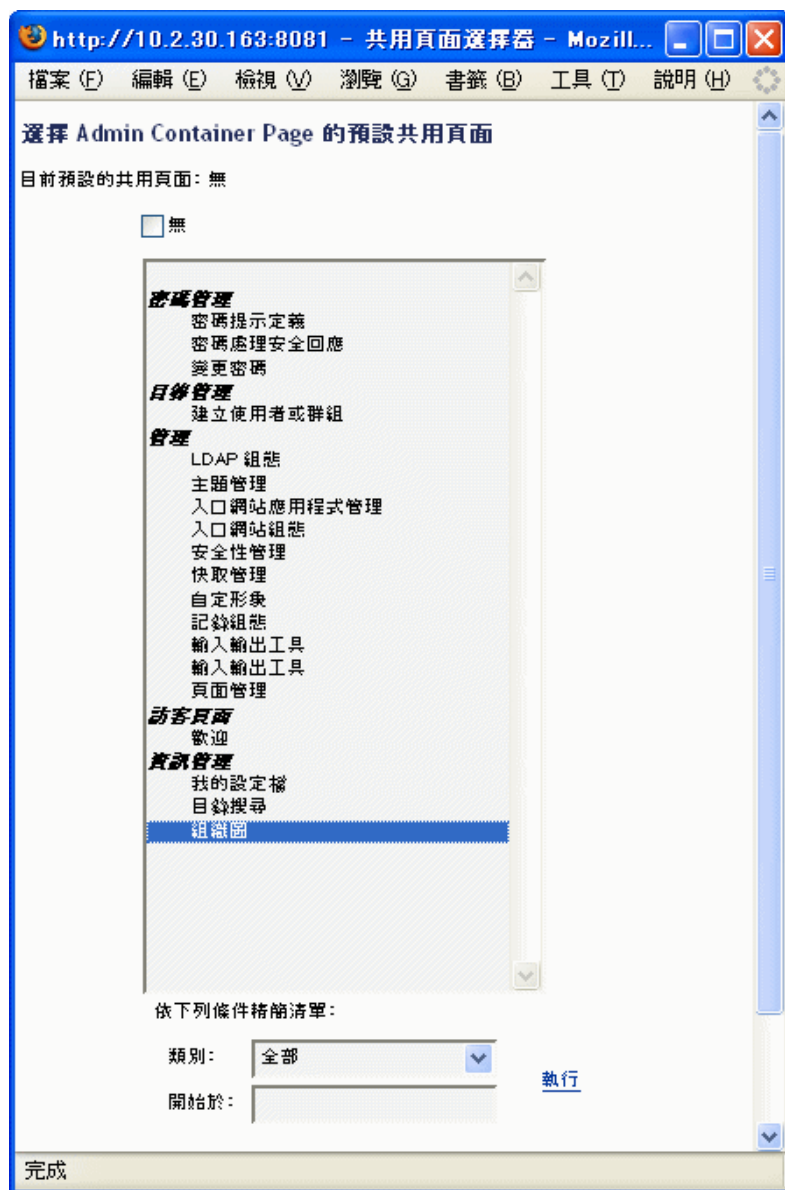 http://10.2.30.163:8081 - 共用頁面選擇器 - Mozill...
檔案 (F) 編輯 (E) 檢視 (V) 瀏覽 (G) 書籤 (B) 工具 (T) 說明 (H)
選擇 Admin Container Page 的預設共用頁面
目前預設的共用頁面: 無
無
密碼管理
密碼提示定義
密碼處理安全回應
變更密碼
目錄管理
建立使用者或群組
管理
LDAP 組態
主題管理
入口網站應用程式管理
入口網站組態
安全性管理
快取管理
自定形象
記錄組態
輸入輸出工具
輸入輸出工具
頁面管理
訪客頁面
歡迎
資訊管理
我的設定檔
目錄搜尋
組織圖
依下列條件精簡清單:
類別: 全部
執行
開始於:
完成